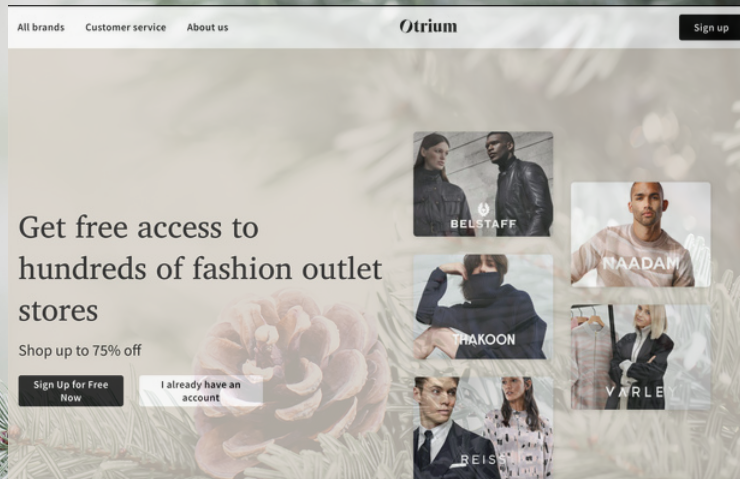 All brands
Customer service
About us
Otrium
Sign up
Get free access to
hundreds of fashion outlet
stores
Shop up to 75% off
Sign Up for Free
Now
I already have an
account
BELSTAFF
NAADAM
THAKOON
VARLEY
REISS